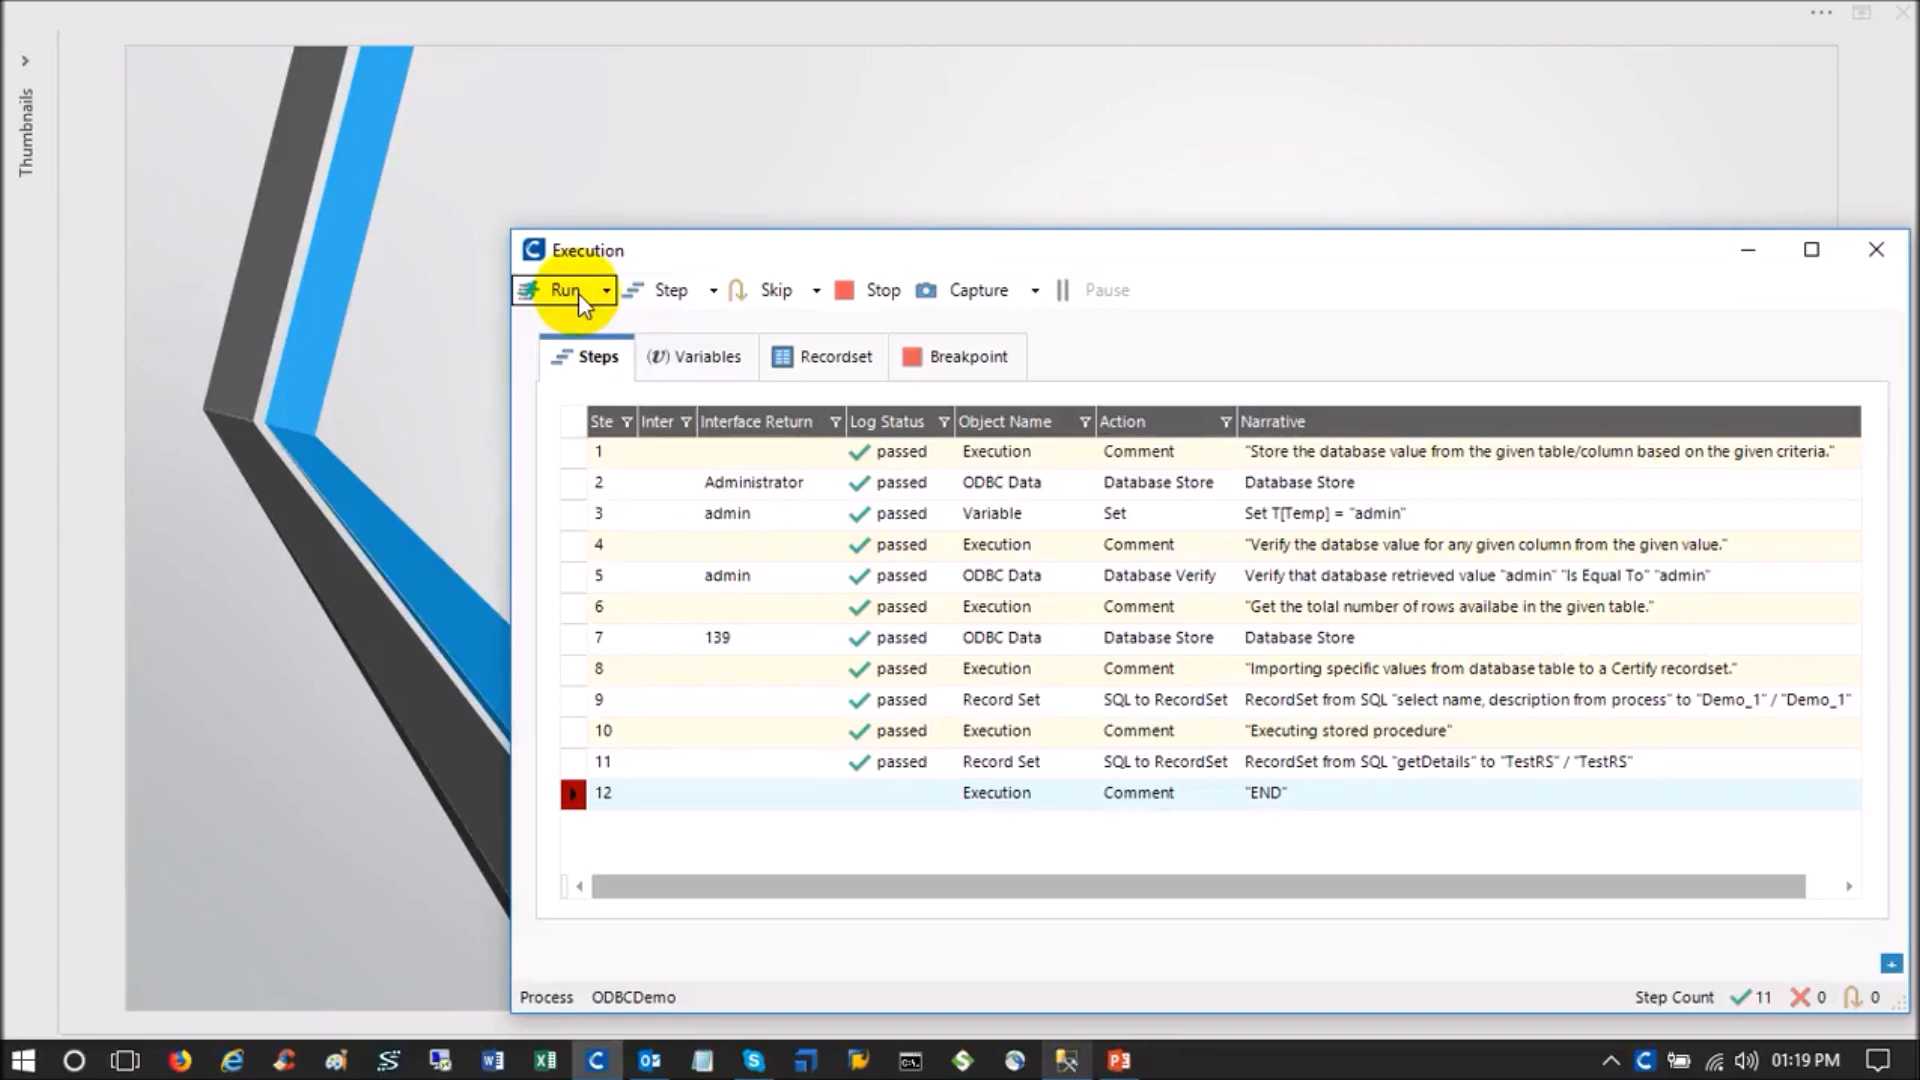 Thumbnails
Execution
Run Step Skip Stop Capture Pause
Steps (v) Variables Recordset Breakpoint
Ste Inter Interface Return Log Status Object Name Action Narrative
1 passed Execution Comment "Store the database value from the given table/column based on the given criteria."
2 Administrator passed ODBC Data Database Store Database Store
3 admin passed Variable Set Set T[Temp] = "admin"
4 passed Execution Comment "Verify the databse value for any given column from the given value."
5 admin passed ODBC Data Database Verify Verify that database retrieved value "admin" "Is Equal To" "admin"
6 passed Execution Comment "Get the tolal number of rows availabe in the given table."
7 139 passed ODBC Data Database Store Database Store
8 passed Execution Comment "Importing specific values from database table to a Certify recordset."
9 passed Record Set SQL to RecordSet RecordSet from SQL "select name, description from process" to "Demo_1" / "Demo_1"
10 passed Execution Comment "Executing stored procedure"
11 passed Record Set SQL to RecordSet RecordSet from SQL "getDetails" to "TestRS" / "TestRS"
12 Execution Comment "END"
Process ODBCDemo Step Count 11 0 0
01:19 PM